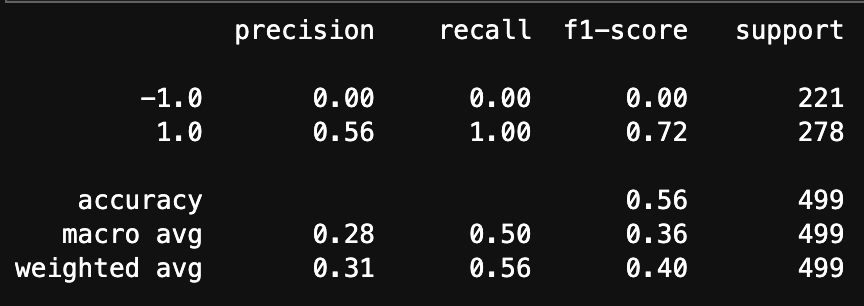 precision recall f1-score support
-1.0 0.00 0.00 0.00 221
1.0 0.56 1.00 0.72 278
accuracy 0.56 499
macro avg 0.28 0.50 0.36 499
weighted avg 0.31 0.56 0.40 499